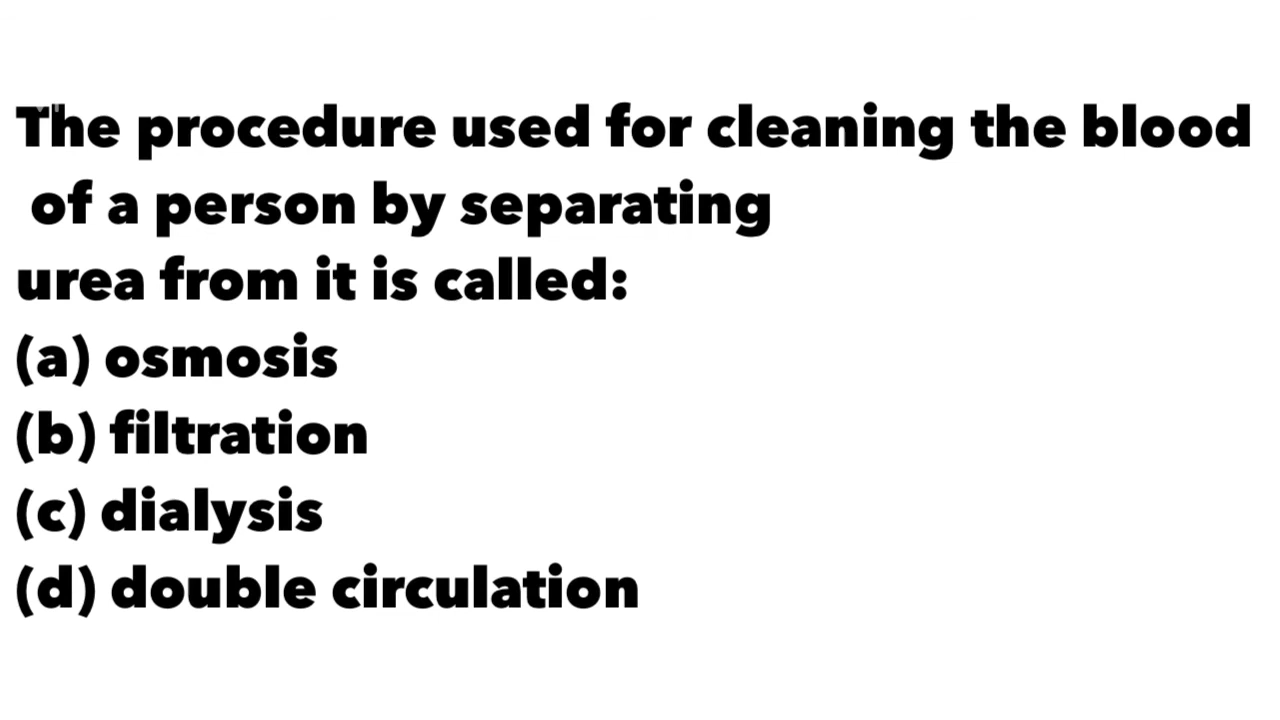 The procedure used for cleaning the blood
of a person by separating
urea from it is called:
(a) osmosis
(b) filtration
(c) dialysis
(d) double circulation